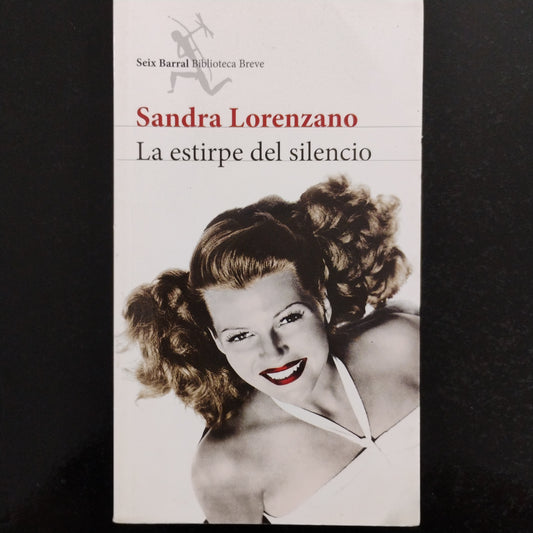 Seix Barral Biblioteca Breve
Sandra Lorenzano
La estirpe del silencio